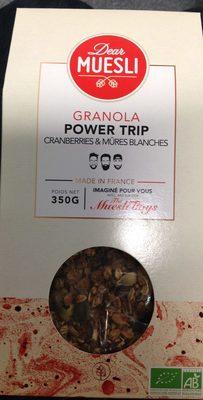 Dear
MUESLI
GRANOLA
POWER TRIP
CRANBERRIES & MÛRES BLANCHES
MADE IN FRANCE
POIDS NET
350G
IMAGINÉ POUR VOUS
The
Muesli Boys
AB